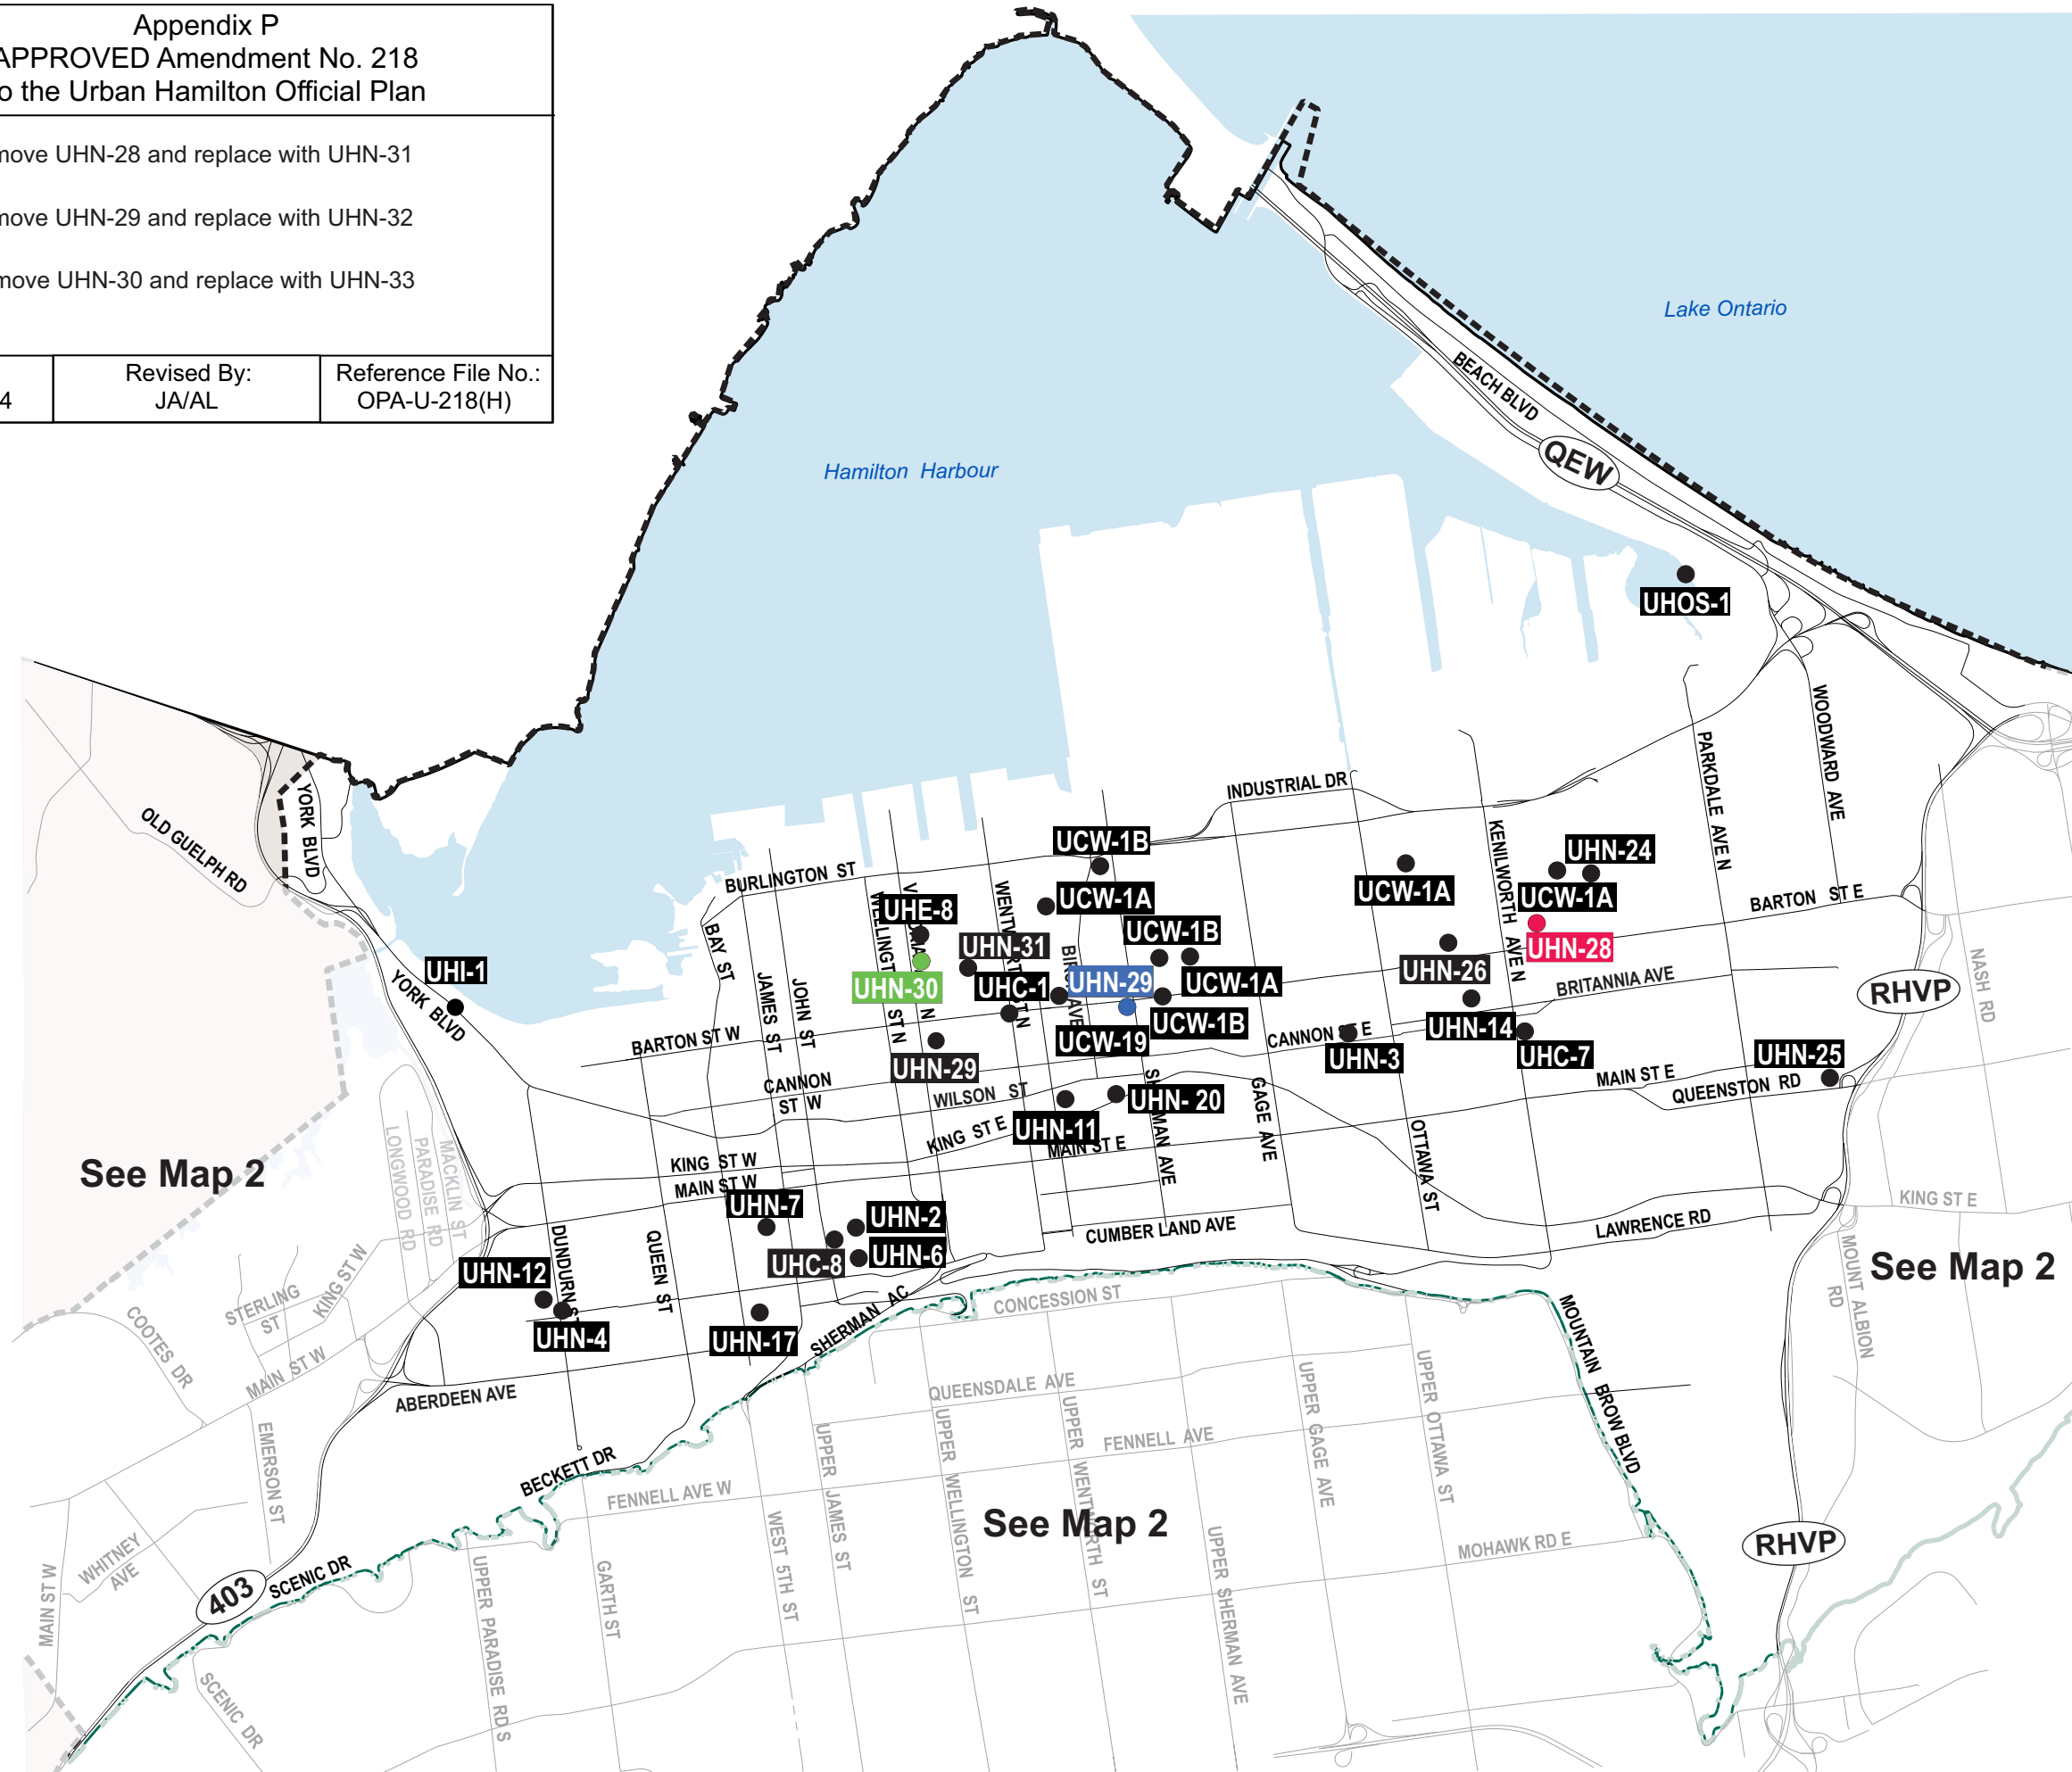 Appendix P
APPROVED Amendment No. 218
o the Urban Hamilton Official Plan
move UHN-28 and replace with UHN-31
move UHN-29 and replace with UHN-32
move UHN-30 and replace with UHN-33
4
Revised By:
JA/AL
Reference File No.:
OPA-U-218(H)
Lake Ontario
BEACH BLVD
QEW
Hamilton Harbour
UHOS-1
WOODWARD AVE
PARKDALE AVE N
YORK BLVD
OLD GUELPH RD
INDUSTRIAL DR
KENILWORTH AVE N
UCW-1B
UHN-24
BURLINGTON ST
UCW-1A
UCW-1A
UCW-1A
BARTON ST E
UHE-8
UHN-31
UCW-1B
UHN-28
BAY ST
UHI-1
UHN-26
NASH RD
UHN-30
UHC-1
UHN-29
UCW-1A
BRITANNIA AVE
RHVP
YORK BLVD
JAMES ST
JOHN ST
WELLINGTON ST N
UCW-1B
UHN-14
BARTON ST W
UCW-19
CANNON ST E
UHN-3
UHC-7
UHN-25
UHN-29
CANNON ST W
WILSON ST
MAIN ST E
QUEENSTON RD
UHN- 20
SHERMAN AVE
GAGE AVE
OTTAWA ST
UHN-11
KING ST E
MAIN ST E
See Map 2
LONGWOOD RD
PARADISE RD
MACKLIN ST
KING ST W
MAIN ST W
UHN-7
UHN-2
CUMBER LAND AVE
LAWRENCE RD
KING ST E
UHC-8
UHN-6
See Map 2
MOUNT ALBION RD
DUNDURN ST
QUEEN ST
UHN-12
UHN-4
UHN-17
SHERMAN AC
CONCESSION ST
STERLING ST
KING ST W
COOTES DR
MAIN ST W
MOUNTAIN BROW BLVD
ABERDEEN AVE
QUEENSDALE AVE
UPPER GAGE AVE
UPPER OTTAWA ST
EMERSON ST
FENNELL AVE
BECKETT DR
FENNELL AVE W
UPPER JAMES ST
UPPER WELLINGTON ST
UPPER WENTWORTH ST
WEST 5TH ST
See Map 2
RHVP
MOHAWK RD E
WHITNEY AVE
MAIN ST W
403
SCENIC DR
UPPER PARADISE RD S
GARTH ST
UPPER SHERMAN AVE
SCENIC DR